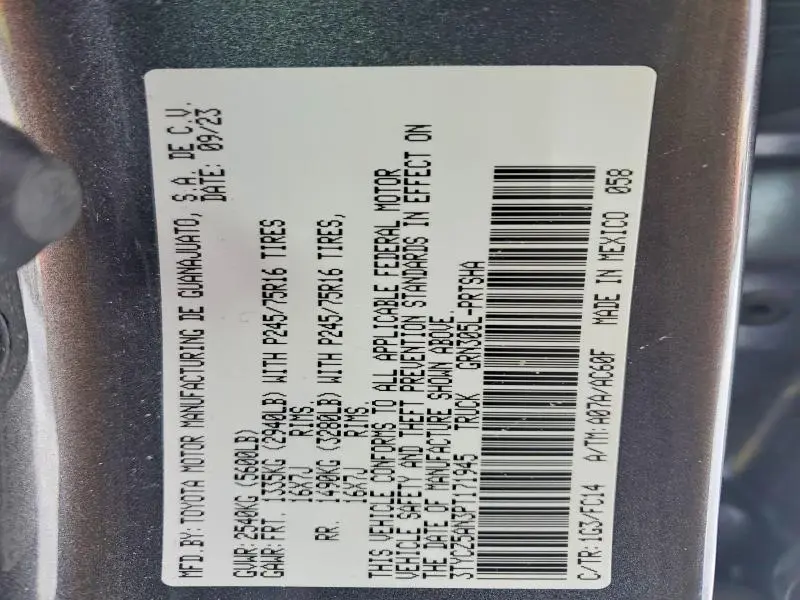 MFD.BY: TOYOTA MOTOR MANUFACTURING DE GUANAJUATO, S.A. DE C.V.
DATE: 09/23
GVWR: 2540KG (5600LB)
GAWR: FRT. 1335KG (2940LB) WITH P245/75R16 TIRES
16X7J RIMS.
RR. 1490KG (3280LB) WITH P245/75R16 TIRES,
16X7J RIMS.
THIS VEHICLE CONFORMS TO ALL APPLICABLE FEDERAL MOTOR
VEHICLE SAFETY AND THEFT PREVENTION STANDARDS IN EFFECT ON
THE DATE OF MANUFACTURE SHOWN ABOVE.
3TYCZ5AN3PT171945 TRUCK GRN305L-PRTSHA
C/TR: 1G3/FC14 A/TM: A07A/AC60F MADE IN MEXICO 058